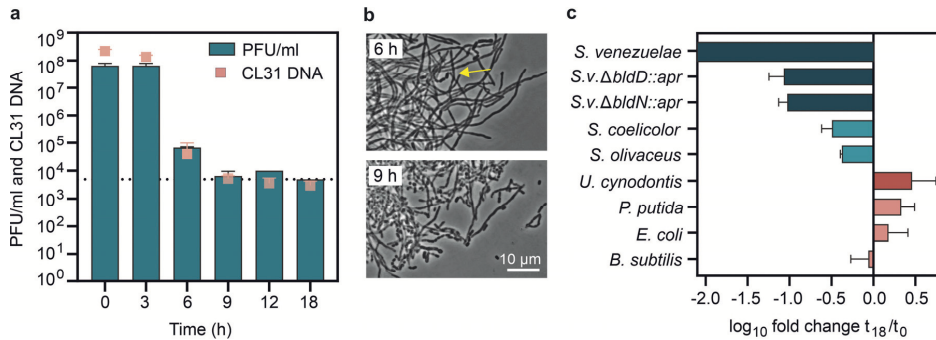 a
PFU/ml and CL31 DNA
10⁹
10⁸
10⁷
10⁶
10⁵
10⁴
10³
10²
10¹
10⁰
PFU/ml
CL31 DNA
0 3 6 9 12 18
Time (h)
b
6 h
9 h
10 µm
c
S. venezuelae
S.v.ΔbldD::apr
S.v.ΔbldN::apr
S. coelicolor
S. olivaceus
U. cynodontis
P. putida
E. coli
B. subtilis
-2.0 -1.5 -1.0 -0.5 0.0 0.5
log₁₀ fold change t₁₈/t₀